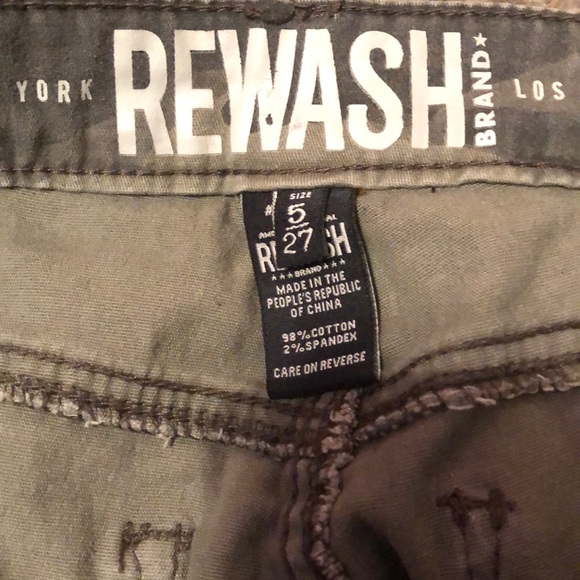 YORK REWASH BRAND★ LOS
SIZE
5
27
★★★BRAND★★★
MADE IN THE
PEOPLE'S REPUBLIC
OF CHINA
98% COTTON
2% SPANDEX
CARE ON REVERSE